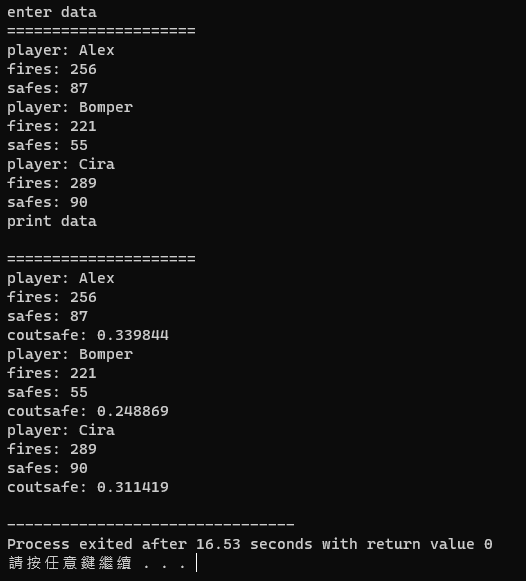 enter data
=====================
player: Alex
fires: 256
safes: 87
player: Bomper
fires: 221
safes: 55
player: Cira
fires: 289
safes: 90
print data
=====================
player: Alex
fires: 256
safes: 87
coutsafe: 0.339844
player: Bomper
fires: 221
safes: 55
coutsafe: 0.248869
player: Cira
fires: 289
safes: 90
coutsafe: 0.311419
--------------------------------
Process exited after 16.53 seconds with return value 0
請按任意鍵繼續 . . .